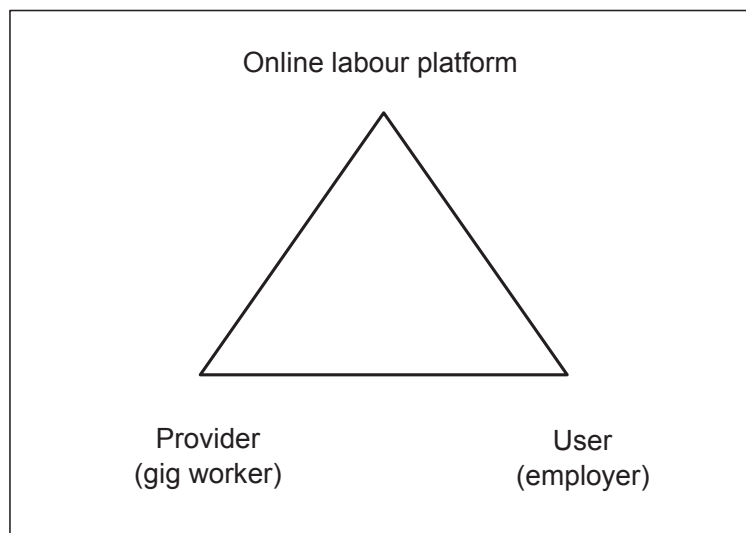 Online labour platform
Provider
(gig worker)
User
(employer)